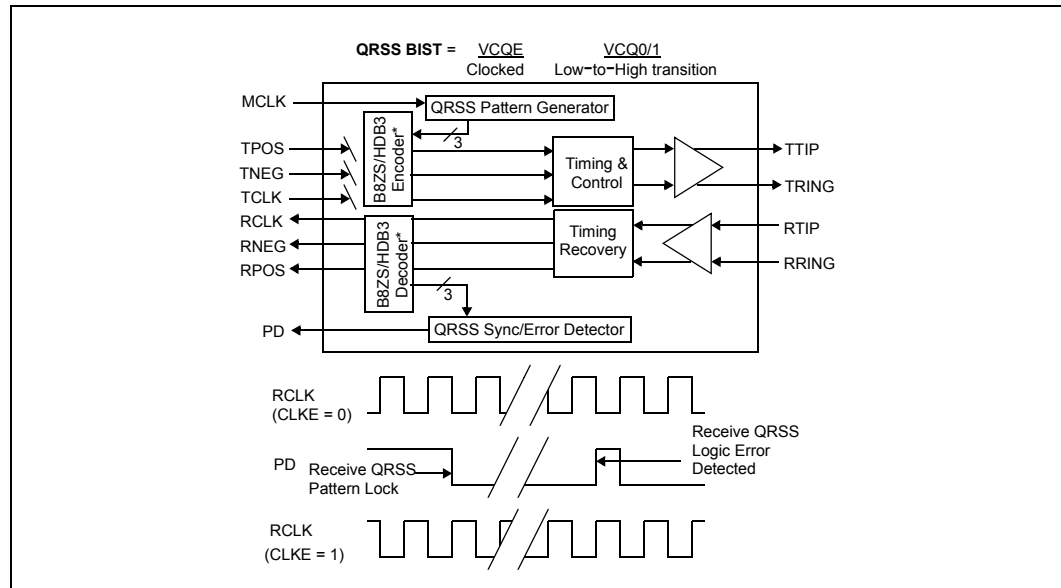 QRSS BIST = VCQE VCQ0/1
Clocked Low-to-High transition
MCLK
QRSS Pattern Generator
3
TPOS
TNEG
TCLK
B8ZS/HDB3
Encoder*
Timing &
Control
TTIP
TRING
RCLK
RNEG
RPOS
B8ZS/HDB3
Decoder*
Timing
Recovery
RTIP
RRING
3
PD
QRSS Sync/Error Detector
RCLK
(CLKE = 0)
PD
Receive QRSS
Pattern Lock
Receive QRSS
Logic Error
Detected
RCLK
(CLKE = 1)